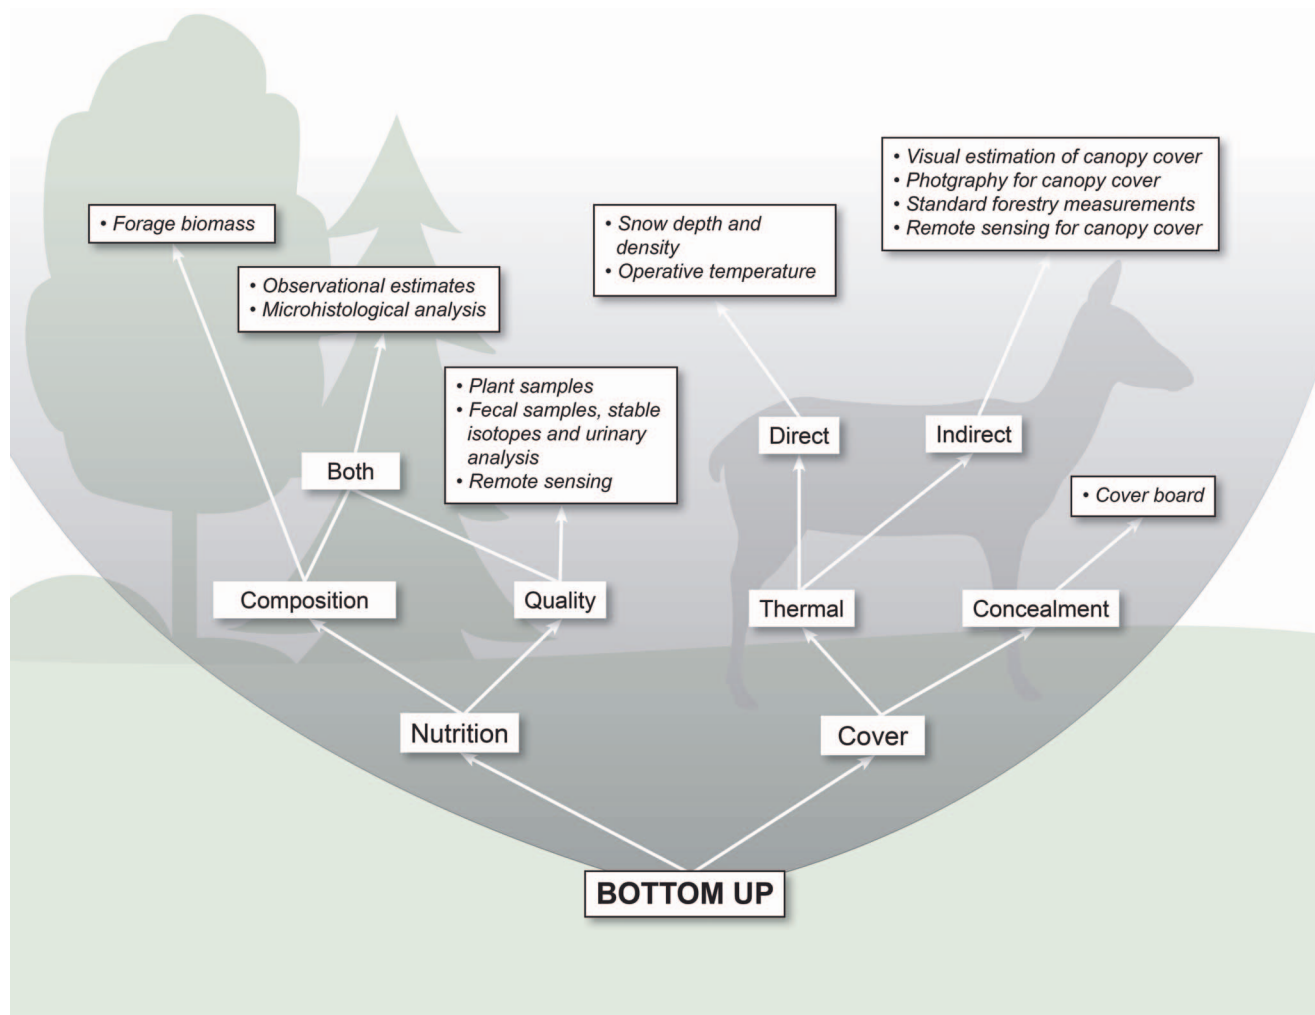 • Visual estimation of canopy cover
• Photgraphy for canopy cover
• Standard forestry measurements
• Remote sensing for canopy cover
• Forage biomass
• Snow depth and
density
• Operative temperature
• Observational estimates
• Microhistological analysis
• Plant samples
• Fecal samples, stable
isotopes and urinary
analysis
• Remote sensing
Direct
Indirect
Both
• Cover board
Composition
Quality
Thermal
Concealment
Nutrition
Cover
BOTTOM UP